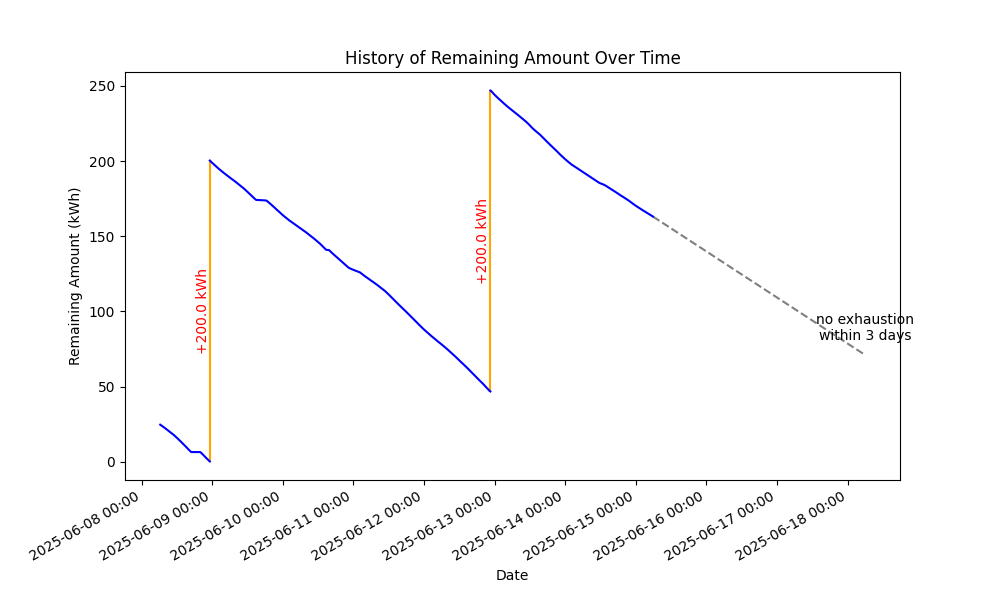 History of Remaining Amount Over Time
Remaining Amount (kWh)
250
200
150
100
50
0
+200.0 kWh
+200.0 kWh
no exhaustion
within 3 days
2025-06-08 00:00
2025-06-09 00:00
2025-06-10 00:00
2025-06-11 00:00
2025-06-12 00:00
2025-06-13 00:00
2025-06-14 00:00
2025-06-15 00:00
2025-06-16 00:00
2025-06-17 00:00
2025-06-18 00:00
Date